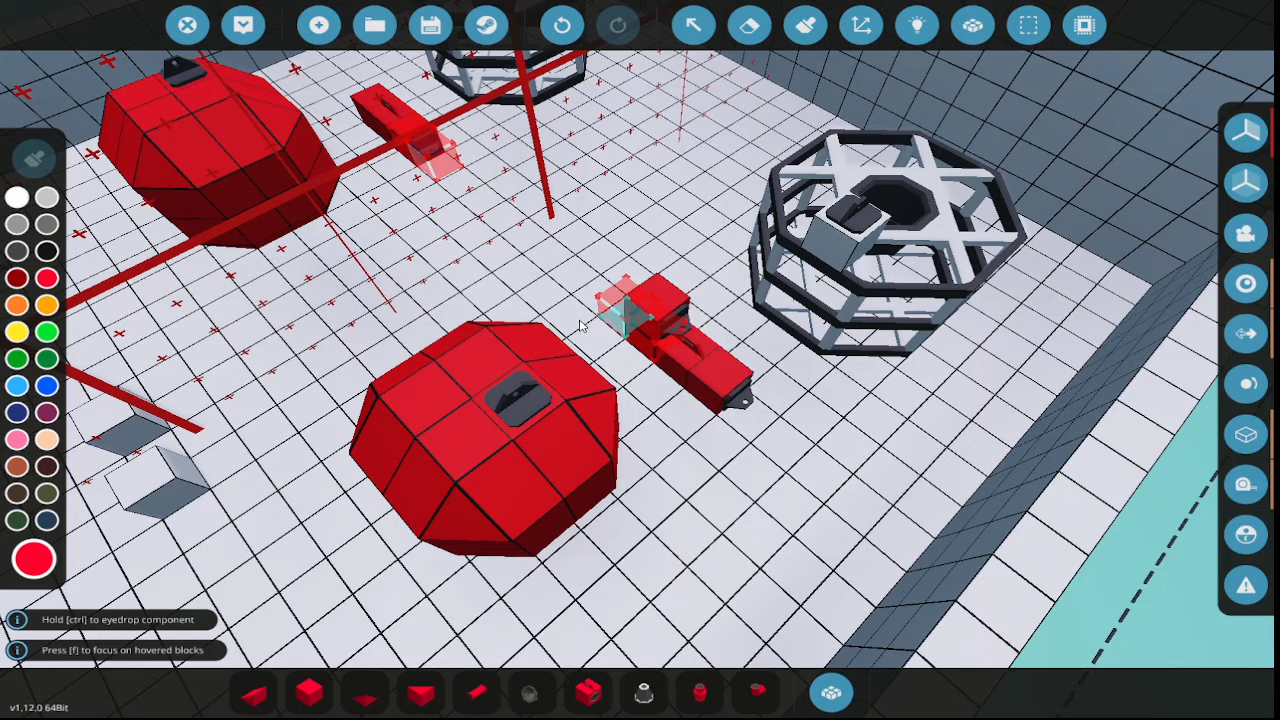 Hold [ctrl] to eyedrop component
Press [f] to focus on hovered blocks
v1.12.0 64Bit